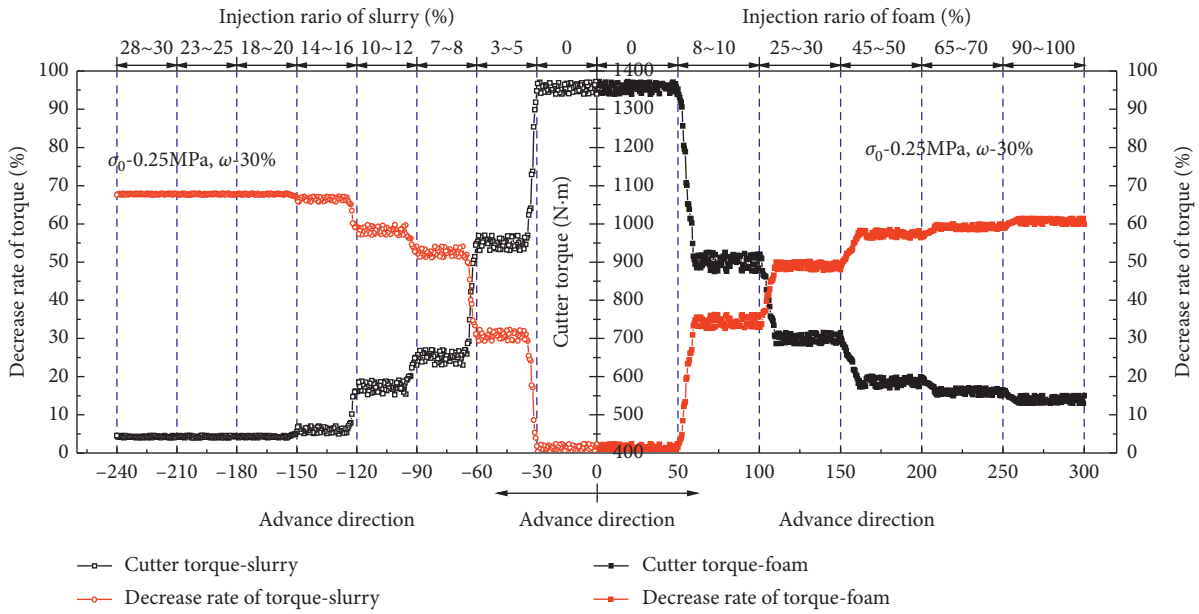 Injection rario of slurry (%) Injection rario of foam (%)
28~30 23~25 18~20 14~16 10~12 7~8 3~5 0 0 8~10 25~30 45~50 65~70 90~100
100 1400 100
90 1300 90
80 1200 80
70 1100 70
60 1000 60
50 900 50
40 800 40
30 700 30
20 600 20
10 500 10
0 400 0
Decrease rate of torque (%)
Cutter torque (N·m)
Decrease rate of torque (%)
σ0-0.25MPa, ω-30% σ0-0.25MPa, ω-30%
−240 −210 −180 −150 −120 −90 −60 −30 0 50 100 150 200 250 300
Advance direction Advance direction Advance direction
Cutter torque-slurry Cutter torque-foam
Decrease rate of torque-slurry Decrease rate of torque-foam